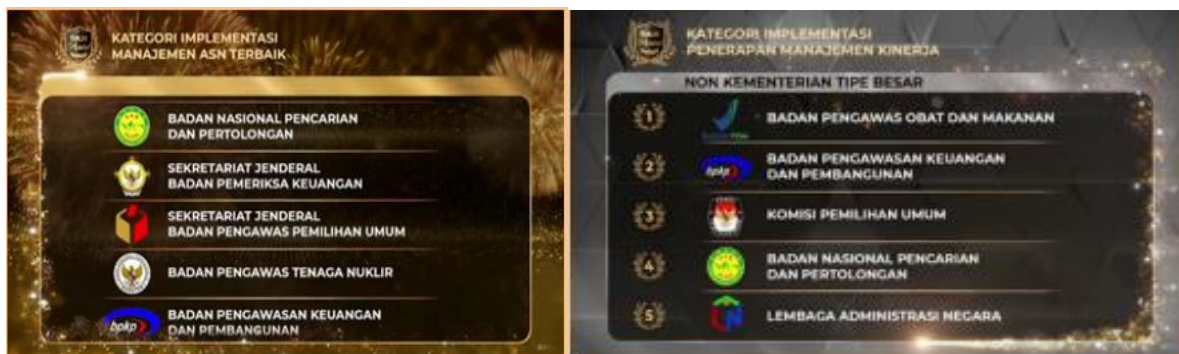 KATEGORI IMPLEMENTASI
MANAJEMEN ASN TERBAIK
BADAN NASIONAL PENCARIAN
DAN PERTOLONGAN
SEKRETARIAT JENDERAL
BADAN PEMERIKSA KEUANGAN
SEKRETARIAT JENDERAL
BADAN PENGAWAS PEMILIHAN UMUM
BADAN PENGAWAS TENAGA NUKLIR
bpkp
BADAN PENGAWASAN KEUANGAN
DAN PEMBANGUNAN
KATEGORI IMPLEMENTASI
PENERAPAN MANAJEMEN KINERJA
NON KEMENTERIAN TIPE BESAR
1
BADAN PENGAWAS OBAT DAN MAKANAN
2
bpkp
BADAN PENGAWASAN KEUANGAN
DAN PEMBANGUNAN
3
KOMISI PEMILIHAN UMUM
4
BADAN NASIONAL PENCARIAN
DAN PERTOLONGAN
5
LEMBAGA ADMINISTRASI NEGARA